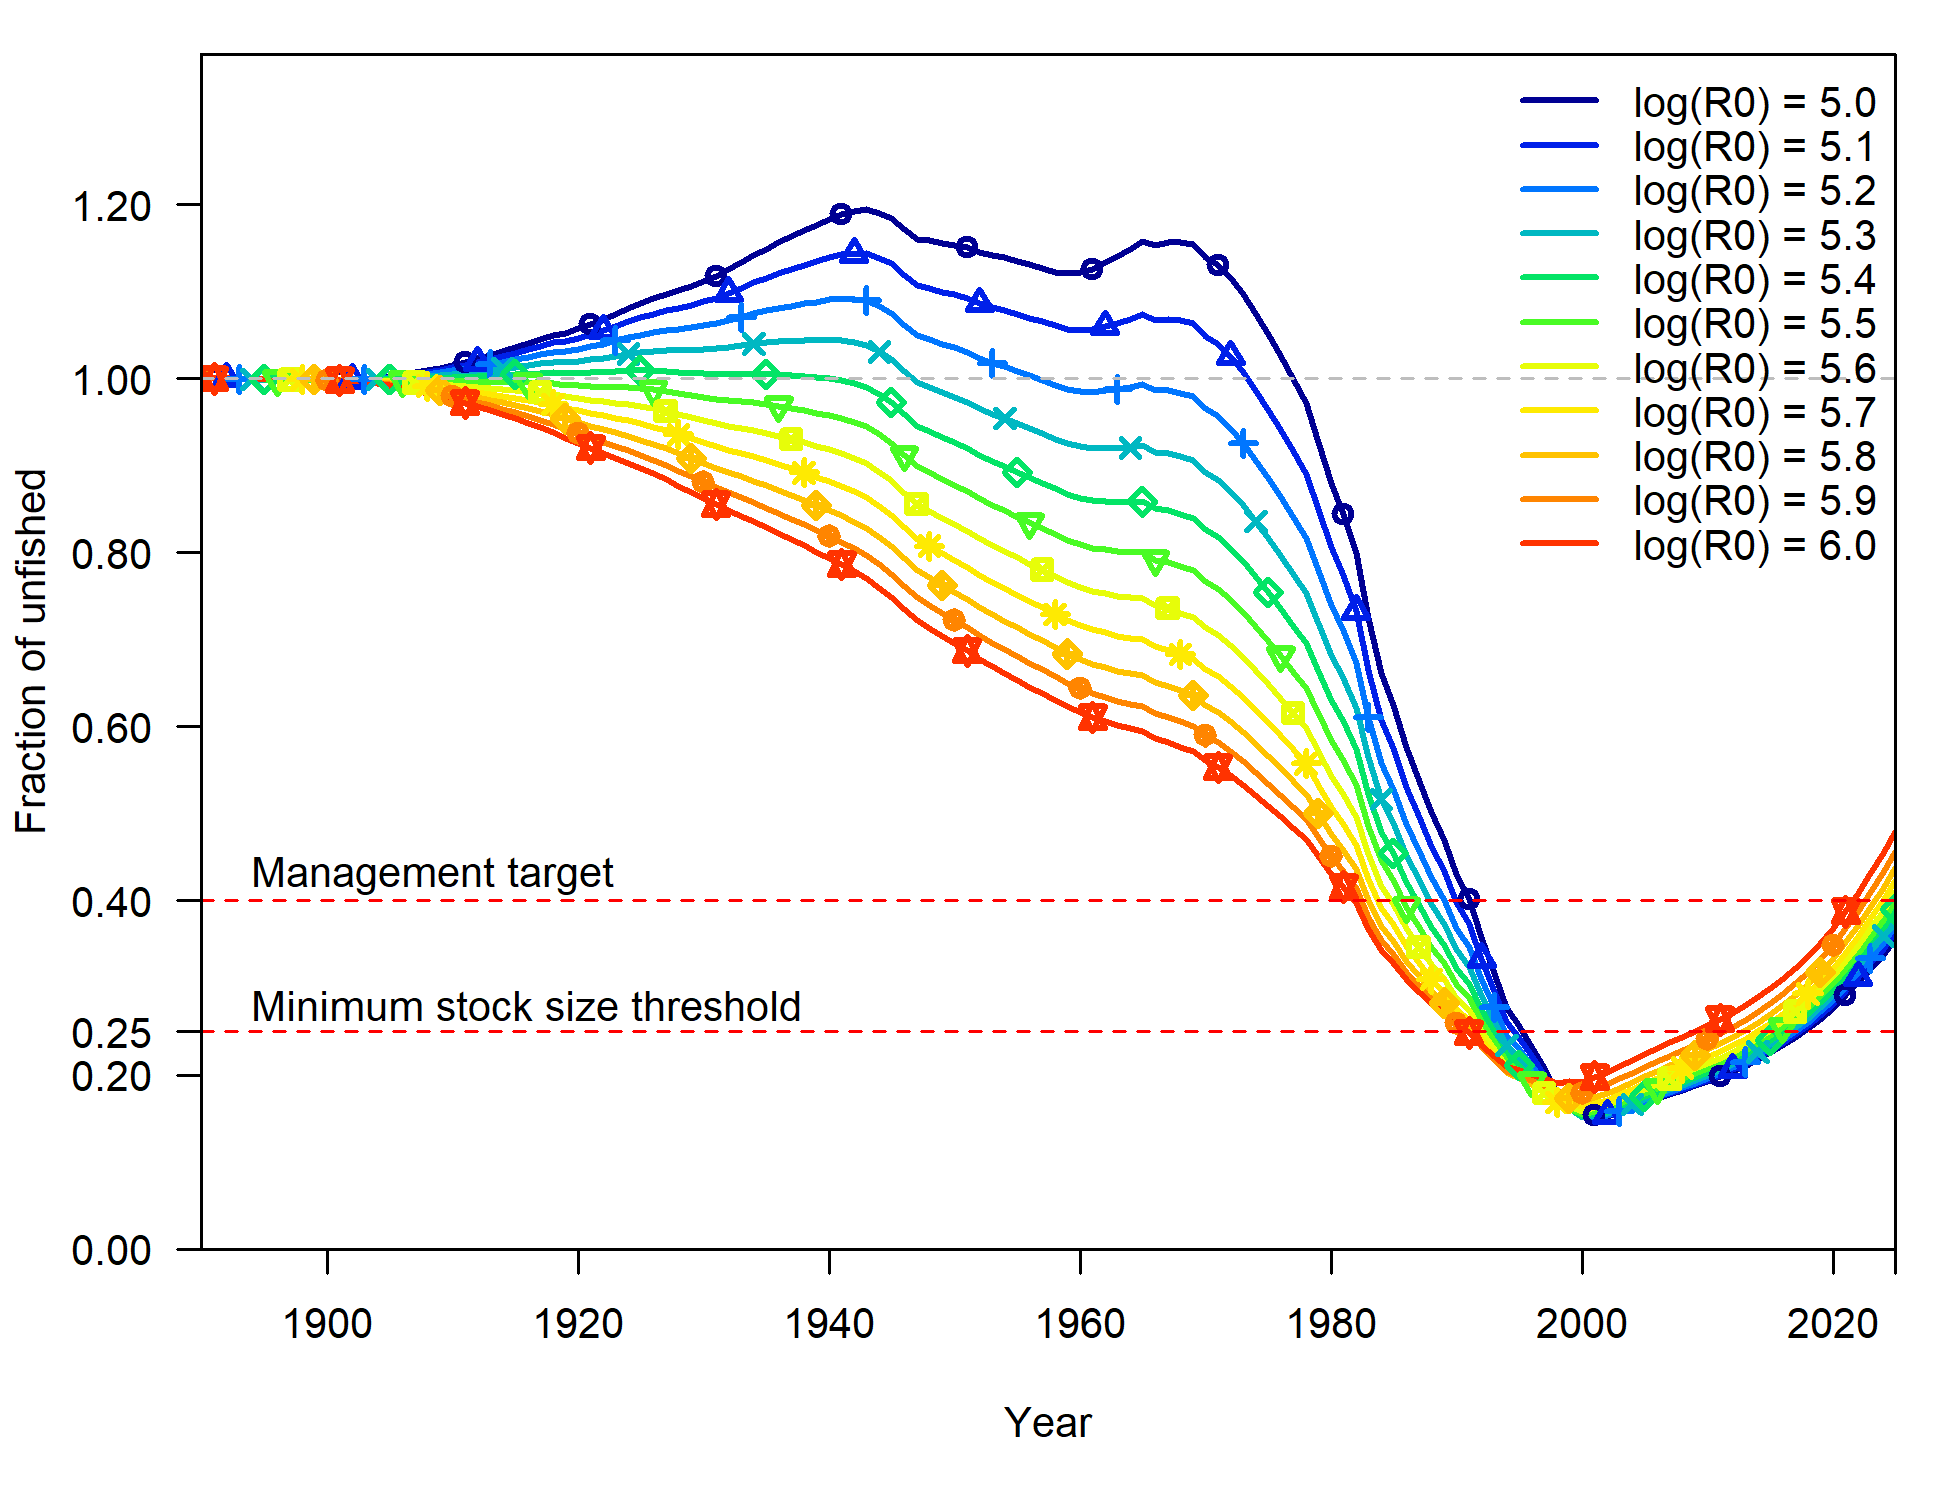 log(R0) = 5.0
log(R0) = 5.1
log(R0) = 5.2
log(R0) = 5.3
log(R0) = 5.4
log(R0) = 5.5
log(R0) = 5.6
log(R0) = 5.7
log(R0) = 5.8
log(R0) = 5.9
log(R0) = 6.0
1.20
1.00
0.80
0.60
0.40
0.25
0.20
0.00
Fraction of unfished
Management target
Minimum stock size threshold
1900 1920 1940 1960 1980 2000 2020
Year